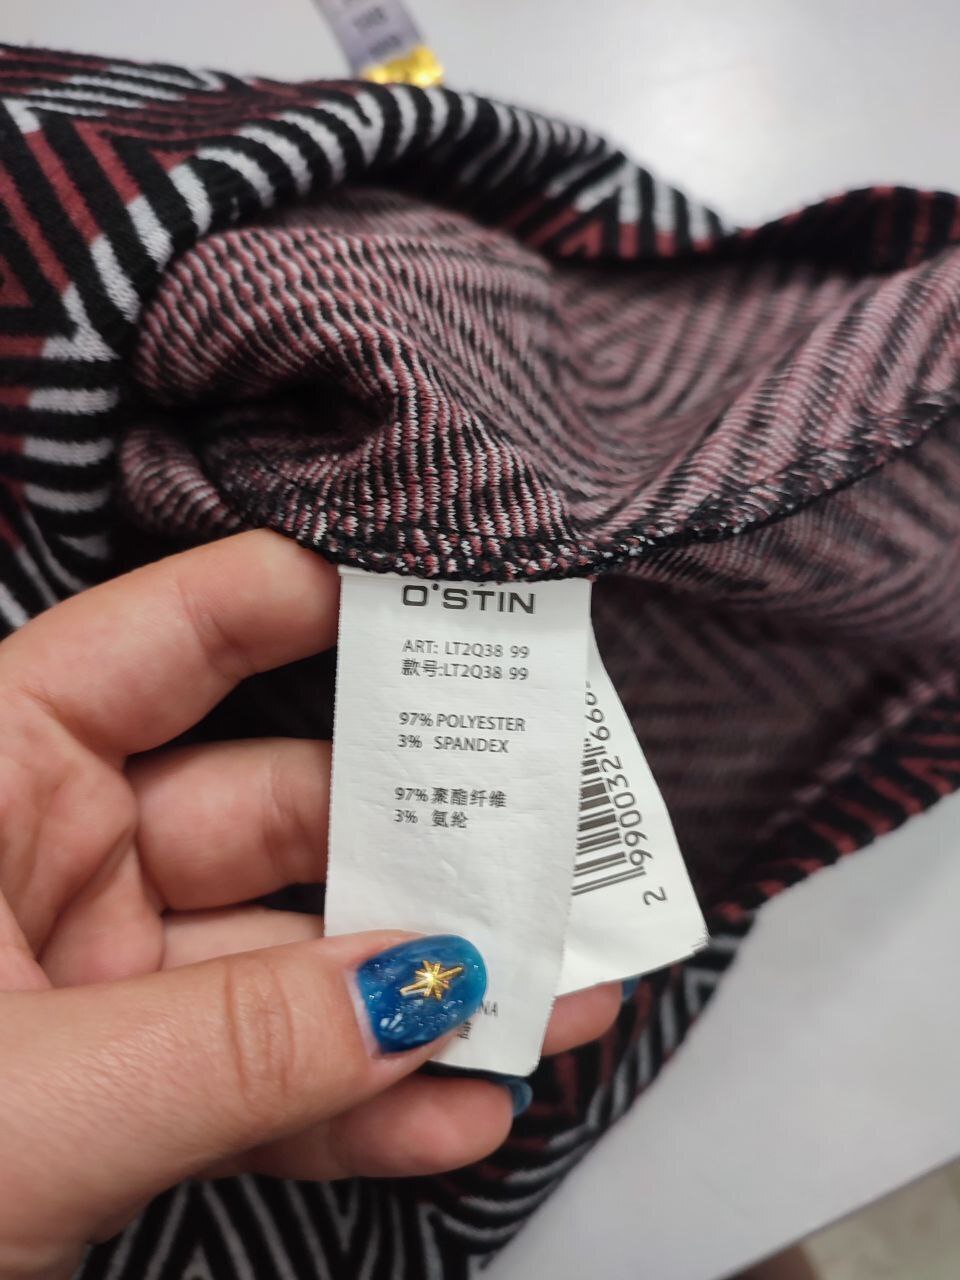 O'STIN
ART: LT2Q38 99
款号:LT2Q38 99
97% POLYESTER
3% SPANDEX
97% 聚酯纤维
3% 氨纶